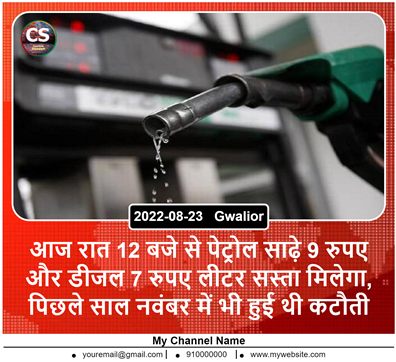 CS
2022-08-23 Gwalior
आज रात 12 बजे से पेट्रोल साढ़े 9 रुपए
और डीजल 7 रुपए लीटर सस्ता मिलेगा,
पिछले साल नवंबर में भी हुई थी कटौती
My Channel Name
• youremail@gmail.com | • 910000000 | • www.mywebsite.com